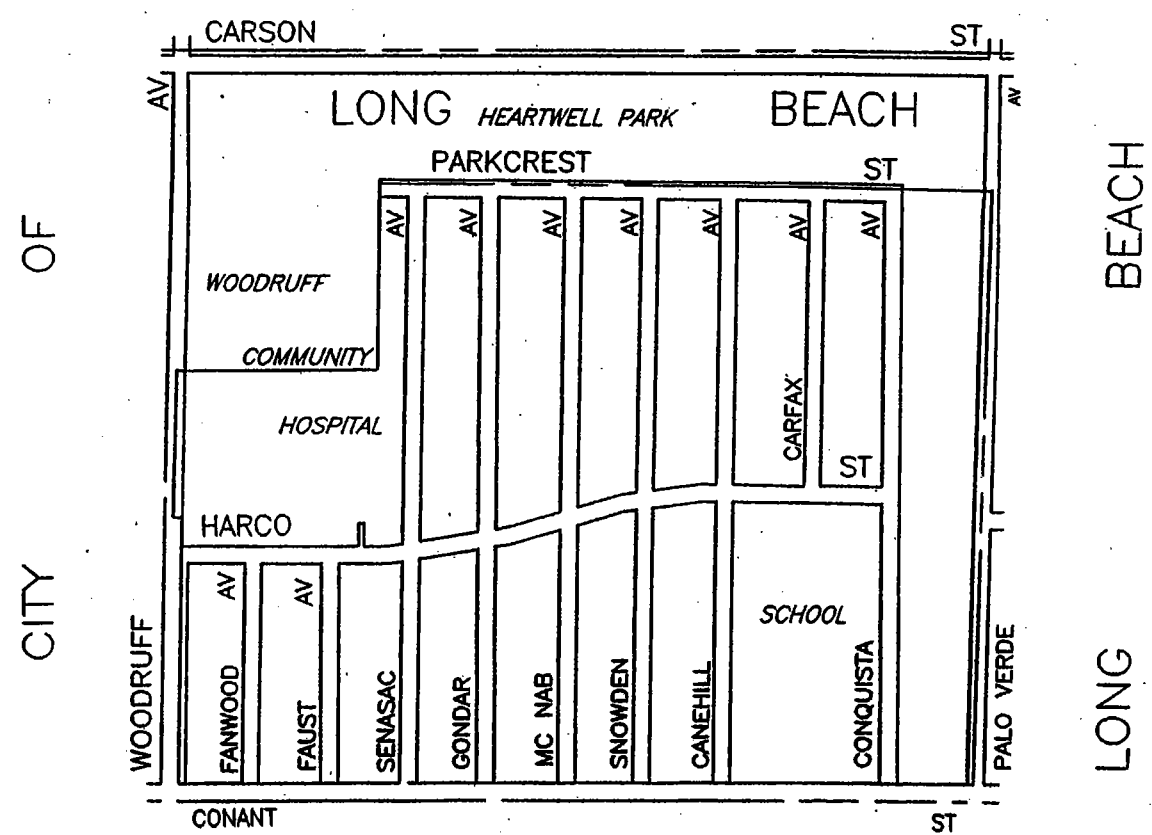 CARSON ST
AV AV
LONG HEARTWELL PARK BEACH
PARKCREST ST
AV AV AV AV AV AV AV
OF
BEACH
WOODRUFF
COMMUNITY
HOSPITAL
CARFAX
ST
HARCO
AV AV
CITY
LONG
SCHOOL
WOODRUFF
FANWOOD
FAUST
SENASAC
GONDAR
MC NAB
SNOWDEN
CANEHILL
CONQUISTA
PALO VERDE
CONANT ST